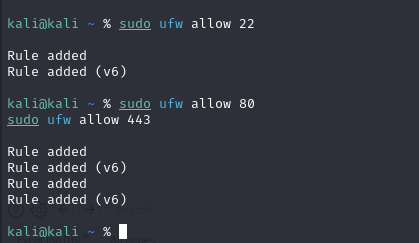 kali@kali ~ % sudo ufw allow 22
Rule added
Rule added (v6)
kali@kali ~ % sudo ufw allow 80
sudo ufw allow 443
Rule added
Rule added (v6)
Rule added
Rule added (v6)
kali@kali ~ %